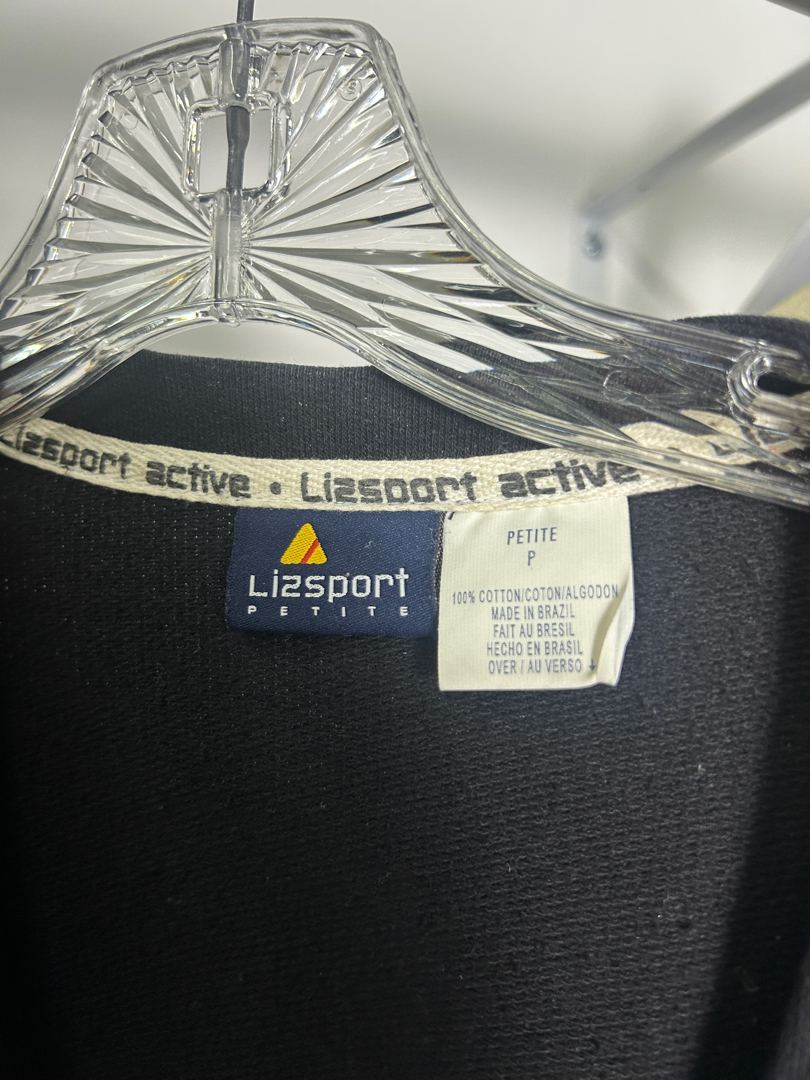 Lizsport active • Lizsport active
Lizsport
PETITE
PETITE
P
100% COTTON/COTON/ALGODON
MADE IN BRAZIL
FAIT AU BRESIL
HECHO EN BRASIL
OVER / AU VERSO ↓